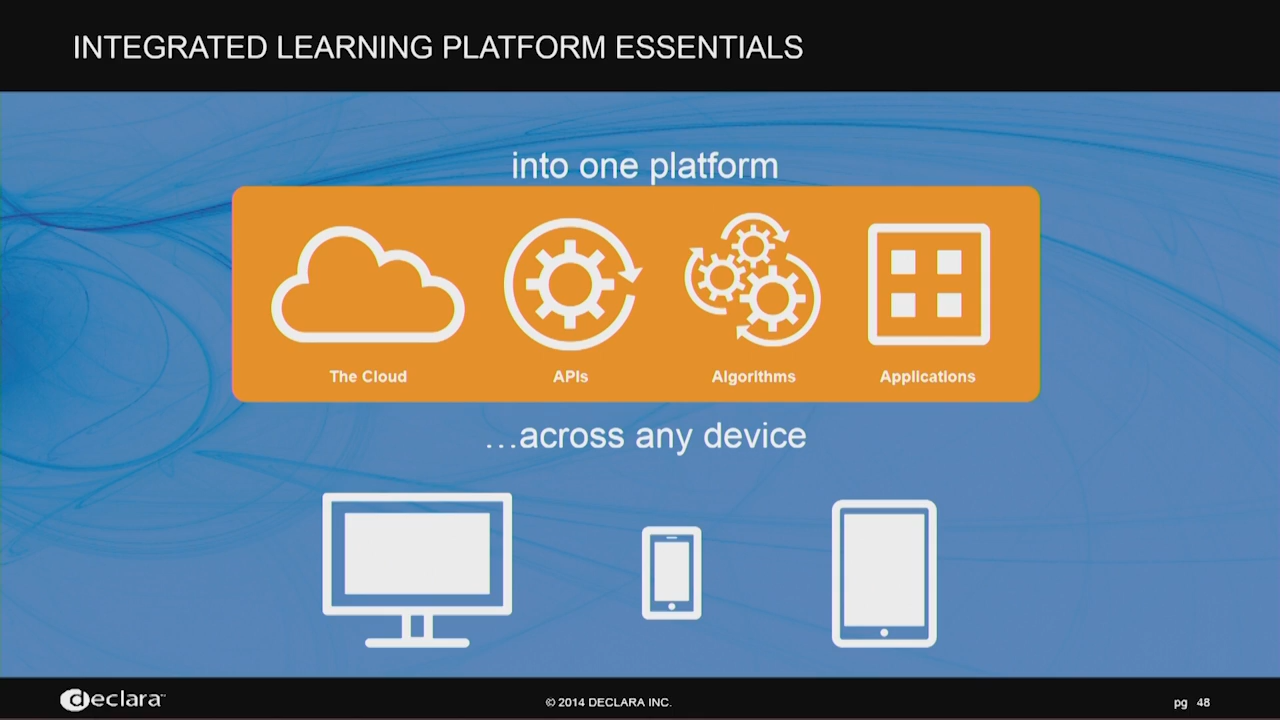 INTEGRATED LEARNING PLATFORM ESSENTIALS
into one platform
The Cloud APIs Algorithms Applications
…across any device
declara™ © 2014 DECLARA INC. pg 48